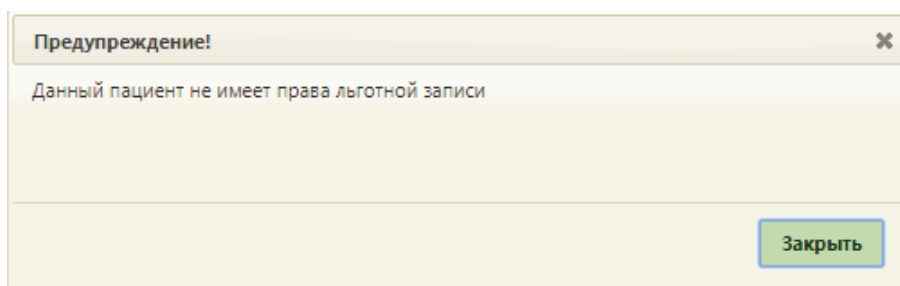 Предупреждение!
Данный пациент не имеет права льготной записи
Закрыть